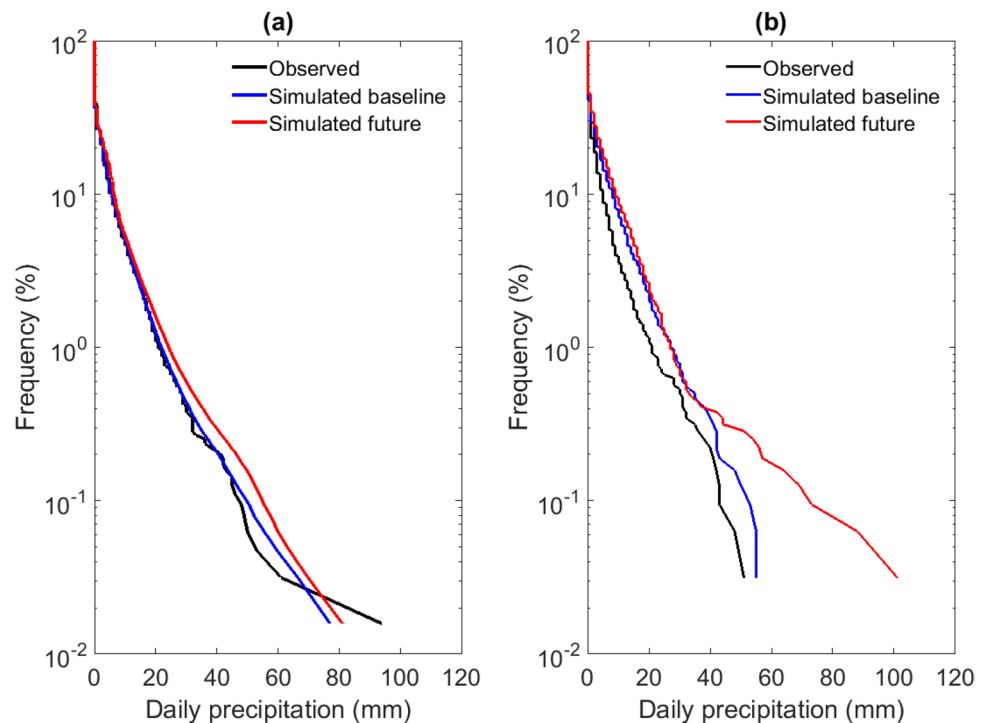 (a)
Observed
Simulated baseline
Simulated future
10^2
10^1
10^0
10^-1
10^-2
Frequency (%)
0 20 40 60 80 100 120
Daily precipitation (mm)
(b)
Observed
Simulated baseline
Simulated future
10^2
10^1
10^0
10^-1
10^-2
Frequency (%)
0 20 40 60 80 100 120
Daily precipitation (mm)